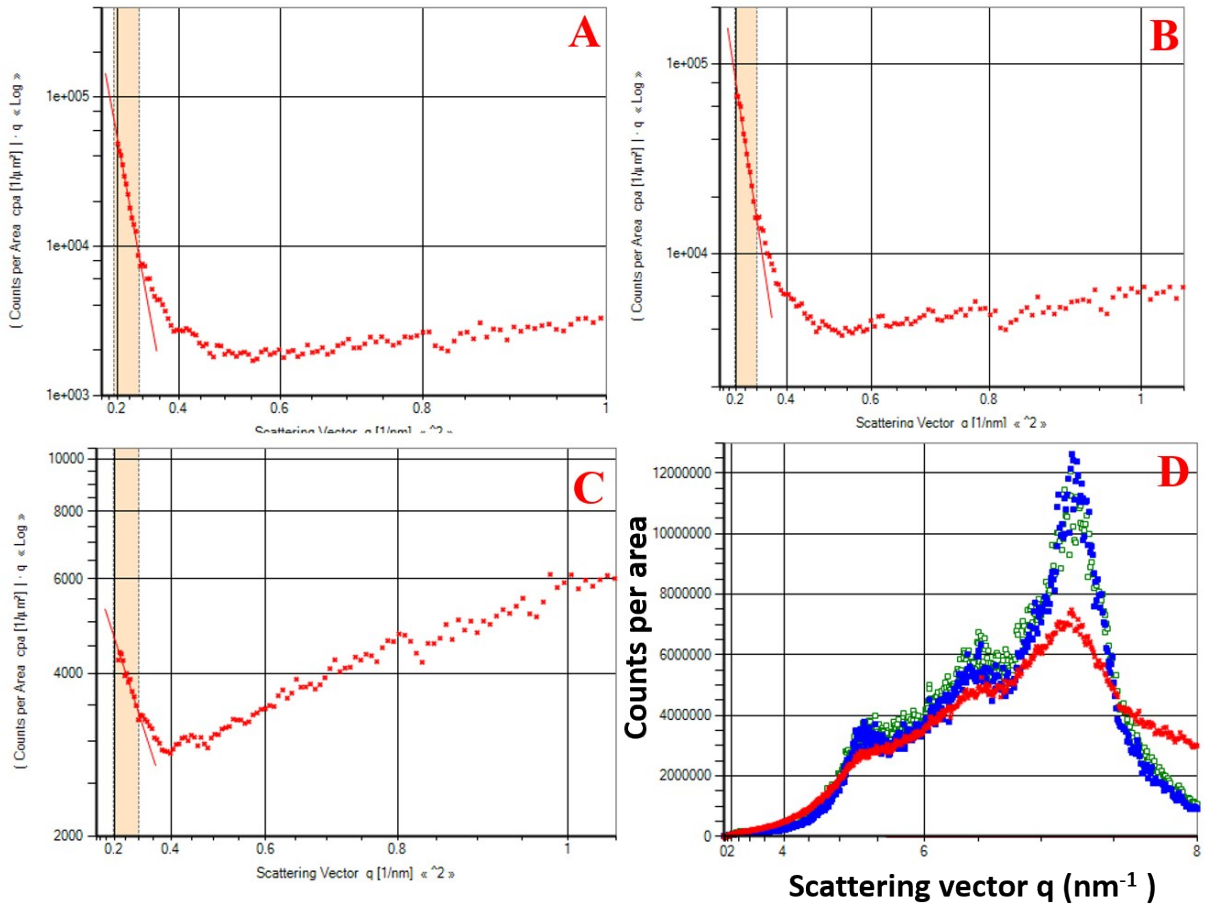 A
( Counts per Area cpa [1/µm²] ) · q « Log »
1e+005
1e+004
1e+003
0.2 0.4 0.6 0.8 1
Scattering Vector q [1/nm] « ^2 »
B
( Counts per Area cpa [1/µm²] ) · q « Log »
1e+005
1e+004
0.2 0.4 0.6 0.8 1
Scattering Vector q [1/nm] « ^2 »
C
( Counts per Area cpa [1/µm²] ) · q « Log »
10000
8000
6000
4000
2000
0.2 0.4 0.6 0.8 1
Scattering Vector q [1/nm] « ^2 »
D
Counts per area
12000000
10000000
8000000
6000000
4000000
2000000
0
02 4 6 8
Scattering vector q (nm-1 )